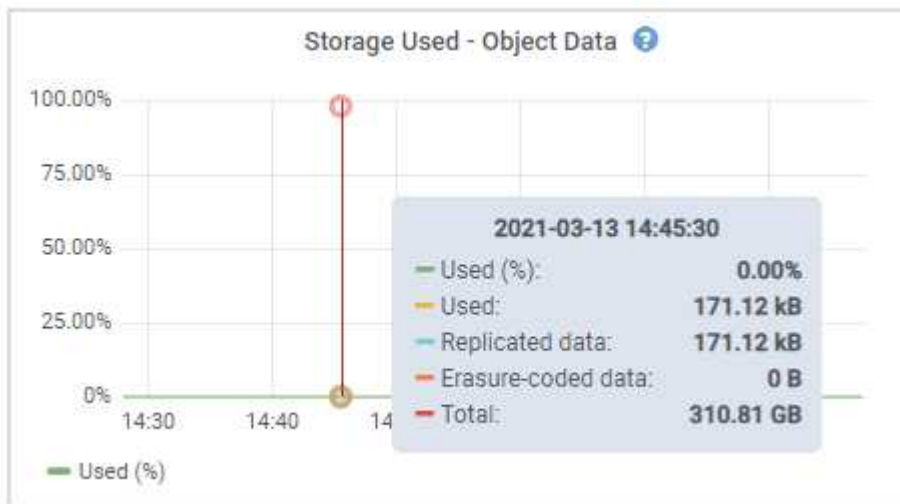 Storage Used - Object Data ?
100.00%
75.00%
50.00%
25.00%
0%
14:30
14:40
2021-03-13 14:45:30
Used (%): 0.00%
Used: 171.12 kB
Replicated data: 171.12 kB
Erasure-coded data: 0 B
Total: 310.81 GB
Used (%)